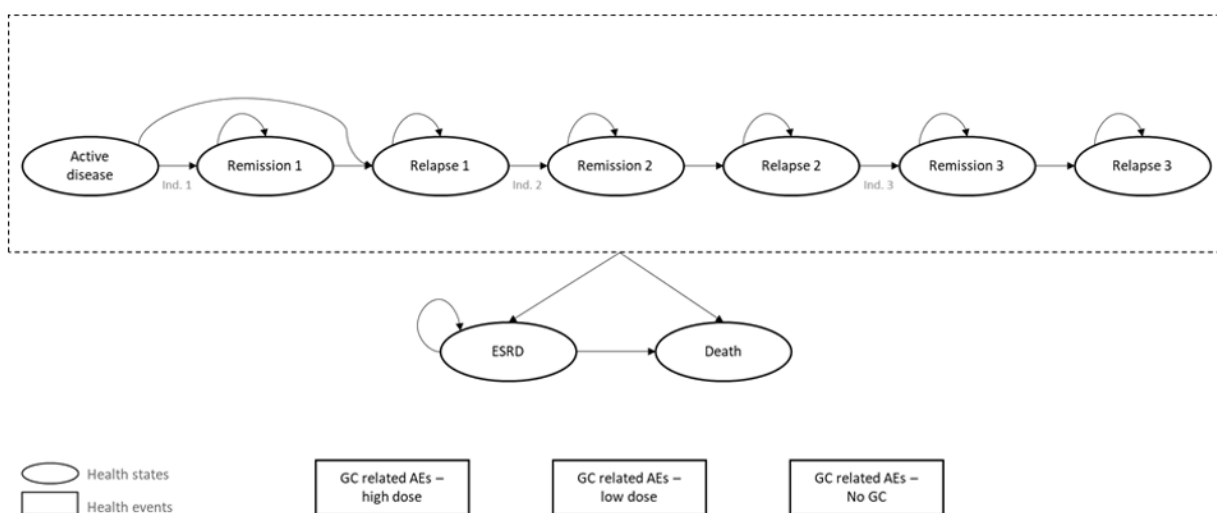 Active
disease
Remission 1
Relapse 1
Remission 2
Relapse 2
Remission 3
Relapse 3
Ind. 1
Ind. 2
Ind. 3
ESRD
Death
Health states
Health events
GC related AEs –
high dose
GC related AEs –
low dose
GC related AEs –
No GC